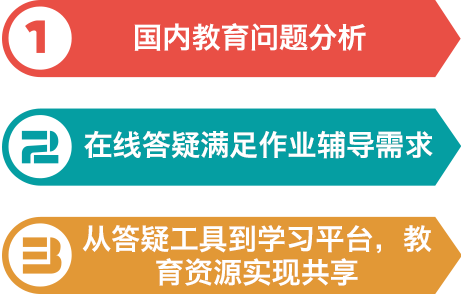 1
国内教育问题分析
2
在线答疑满足作业辅导需求
3
从答疑工具到学习平台，教
育资源实现共享